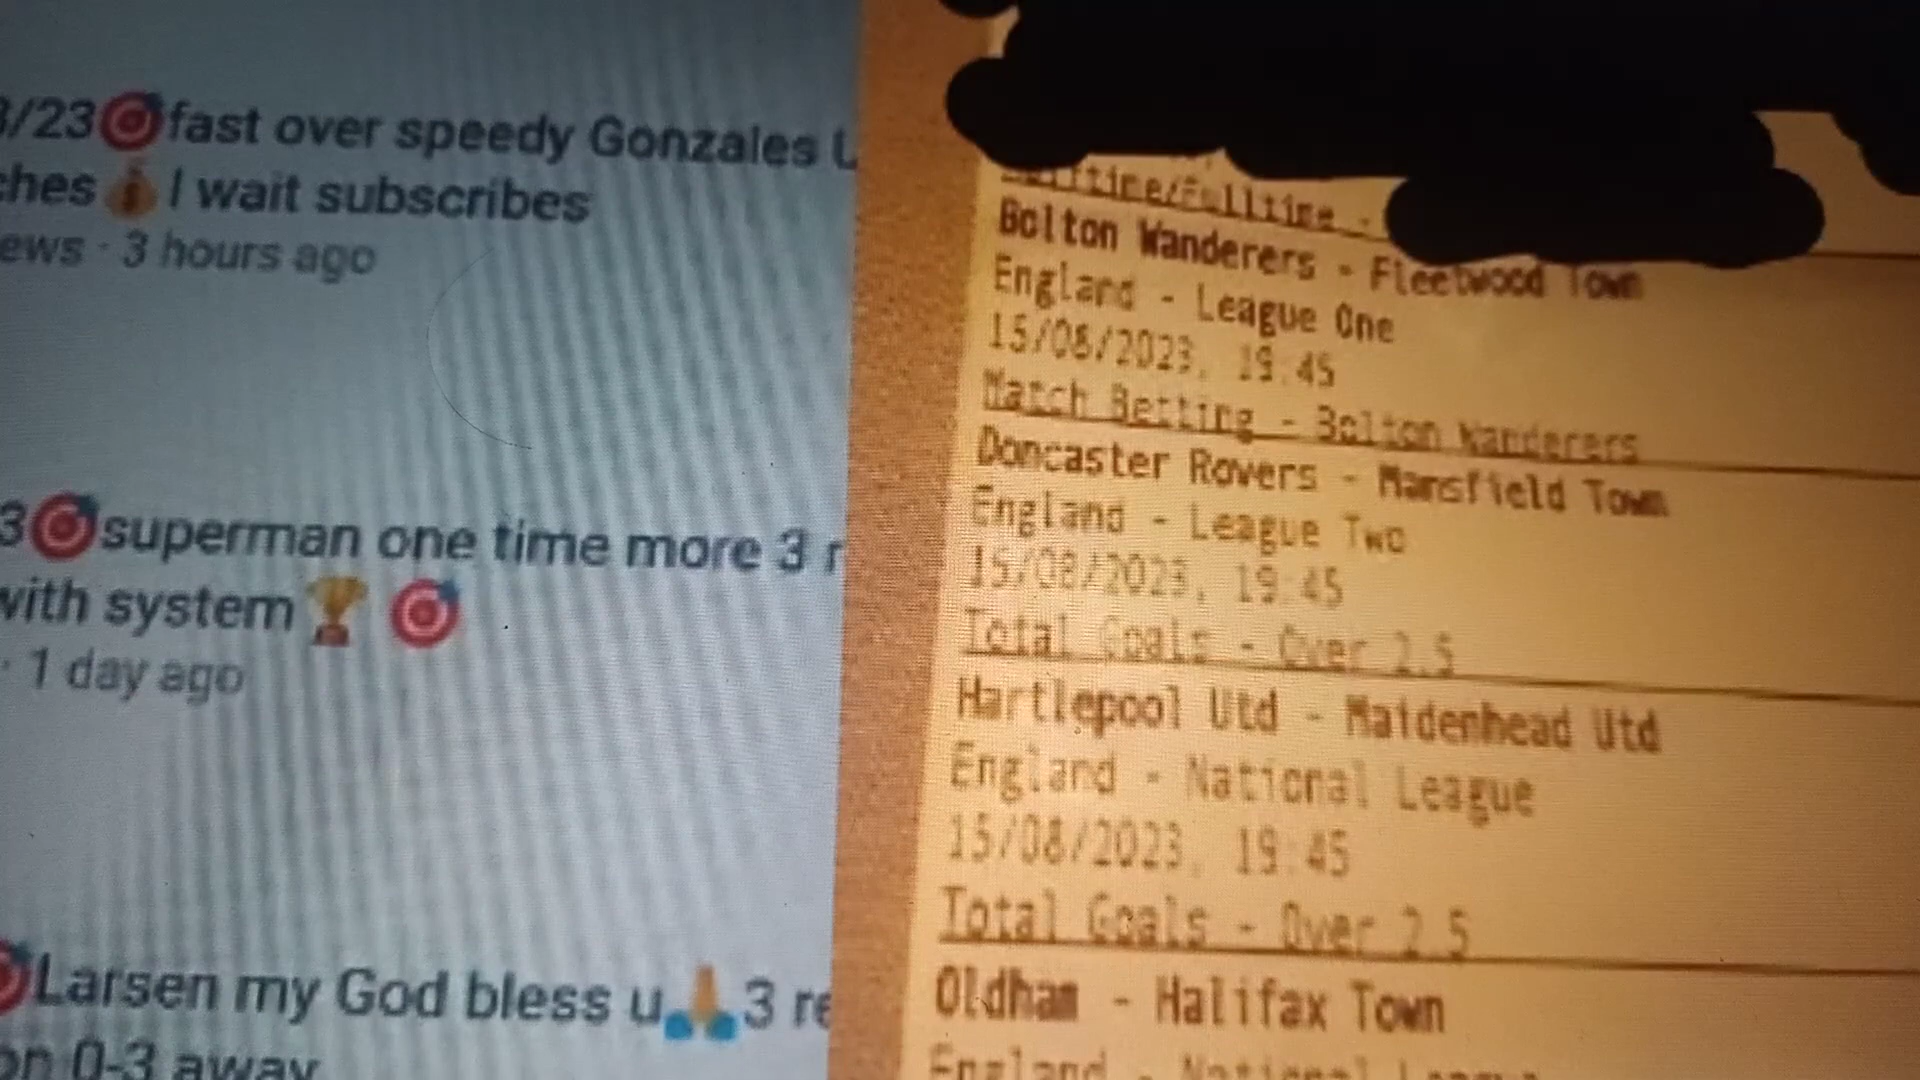 /23🎯fast over speedy Gonzales
ches💰I wait subscribes
ews · 3 hours ago
3🎯superman one time more 3
with system🏆🎯
· 1 day ago
Larsen my God bless u🙏3 re
on 0-3 away
Halftime/Fulltime -
Bolton Wanderers - Fleetwood Town
England - League One
15/08/2023, 19:45
Match Betting - Bolton Wanderers
Doncaster Rovers - Mansfield Town
England - League Two
15/08/2023, 19:45
Total Goals - Over 2.5
Hartlepool Utd - Maidenhead Utd
England - National League
15/08/2023, 19:45
Total Goals - Over 2.5
Oldham - Halifax Town
England - National League